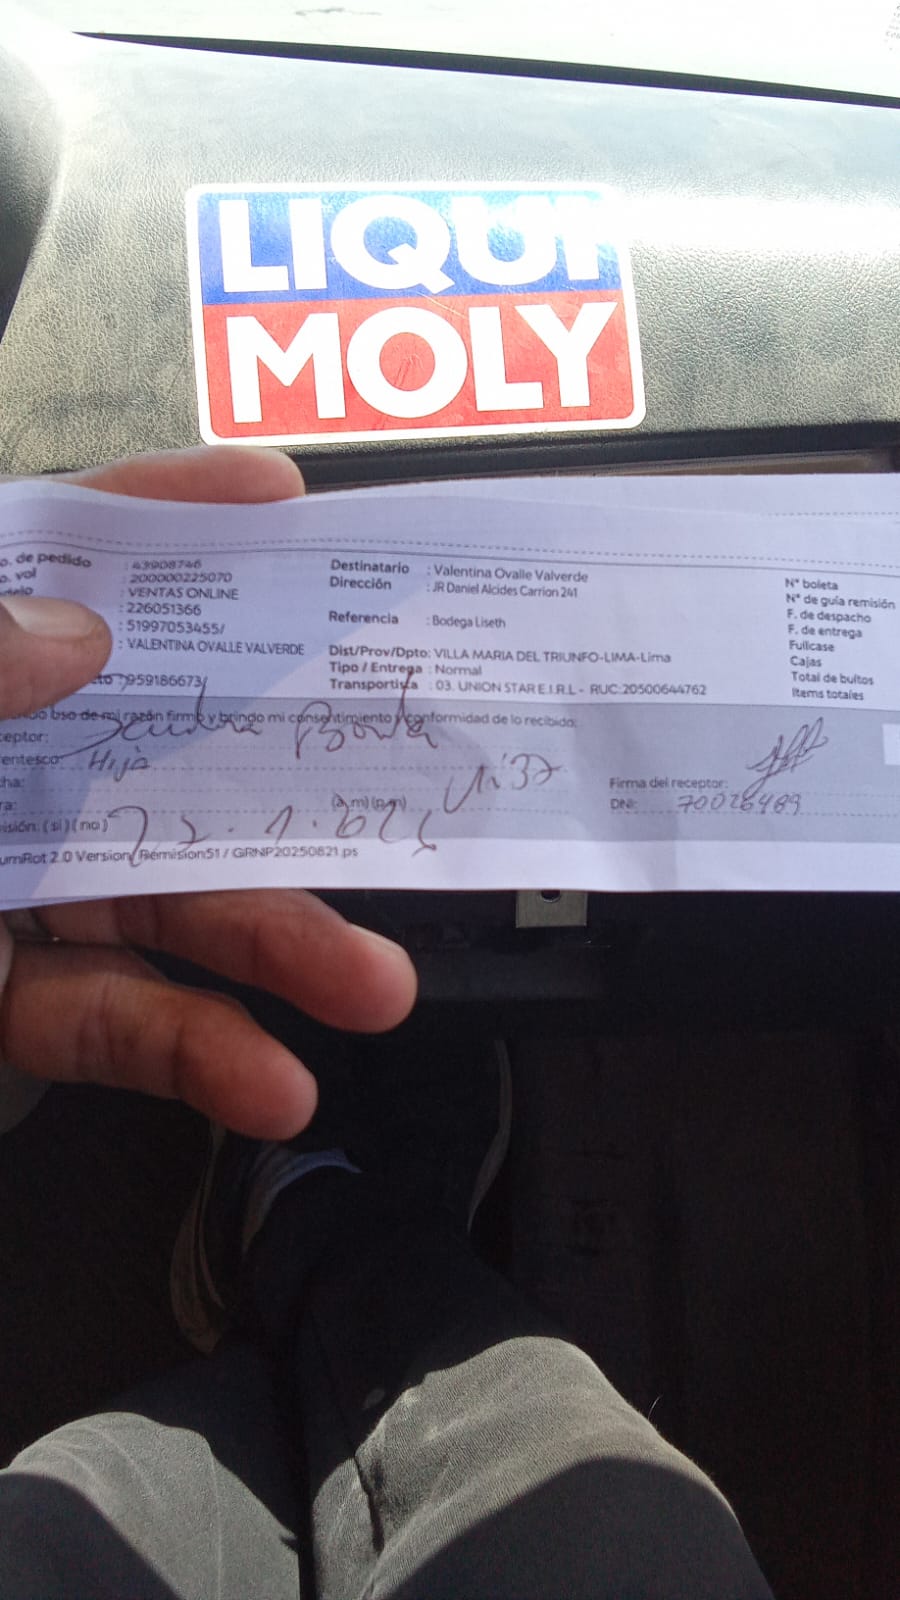 LIQUI
MOLY
o. de pedido : 43908746
o. vol : 200000225070
: VENTAS ONLINE
: 226051366
: 51997053455/
: VALENTINA OVALLE VALVERDE
cto : 959186673/
Destinatario : Valentina Ovalle Valverde
Dirección : JR Daniel Alcides Carrion 241
Referencia : Bodega Liseth
Dist/Prov/Dpto: VILLA MARIA DEL TRIUNFO-LIMA-Lima
Tipo / Entrega : Normal
Transportista : 03. UNION STAR E.I.R.L - RUC:20500644762
N° boleta
N° de guía remisión
F. de despacho
F. de entrega
Fullcase
Cajas
Total de bultos
Items totales
uso de mi razón firmo y brindo mi consentimiento y conformidad de lo recibido:
ceptor:
entesco: Hija
ha:
ra: (a.m) (p.m)
isión: ( si ) ( no )
Firma del receptor:
DNI: 70026489
umRot 2.0 Version/ Remision51 / GRNP20250821.ps